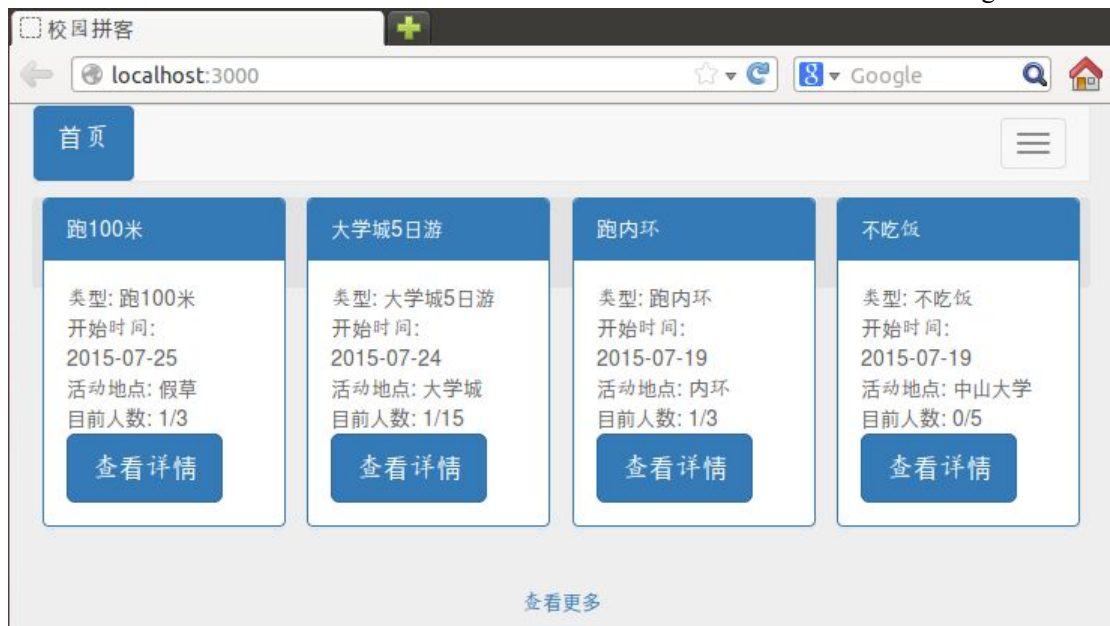 g
校园拼客
localhost:3000
Google
首页
跑100米
类型: 跑100米
开始时间:
2015-07-25
活动地点: 假草
目前人数: 1/3
查看详情
大学城5日游
类型: 大学城5日游
开始时间:
2015-07-24
活动地点: 大学城
目前人数: 1/15
查看详情
跑内环
类型: 跑内环
开始时间:
2015-07-19
活动地点: 内环
目前人数: 1/3
查看详情
不吃饭
类型: 不吃饭
开始时间:
2015-07-19
活动地点: 中山大学
目前人数: 0/5
查看详情
查看更多